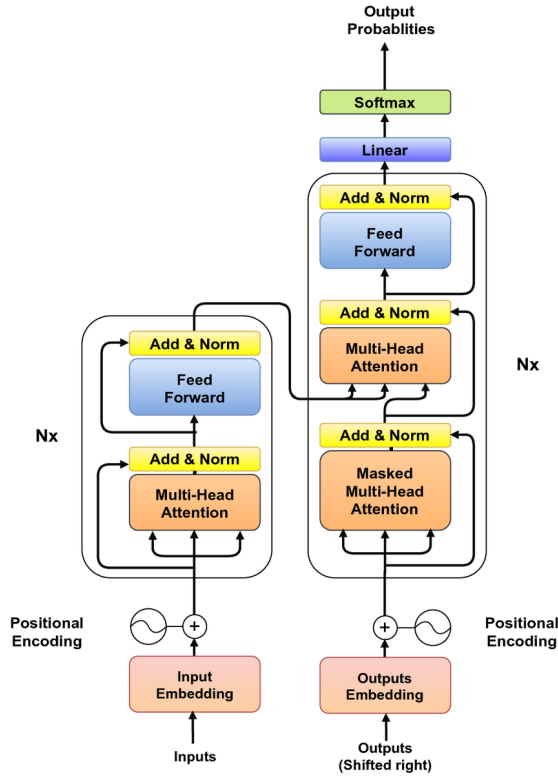 Output
Probablities
Softmax
Linear
Add & Norm
Feed
Forward
Add & Norm
Multi-Head
Attention
Nx
Add & Norm
Masked
Multi-Head
Attention
Add & Norm
Feed
Forward
Nx
Add & Norm
Multi-Head
Attention
Positional
Encoding
Positional
Encoding
Input
Embedding
Outputs
Embedding
Inputs
Outputs
(Shifted right)